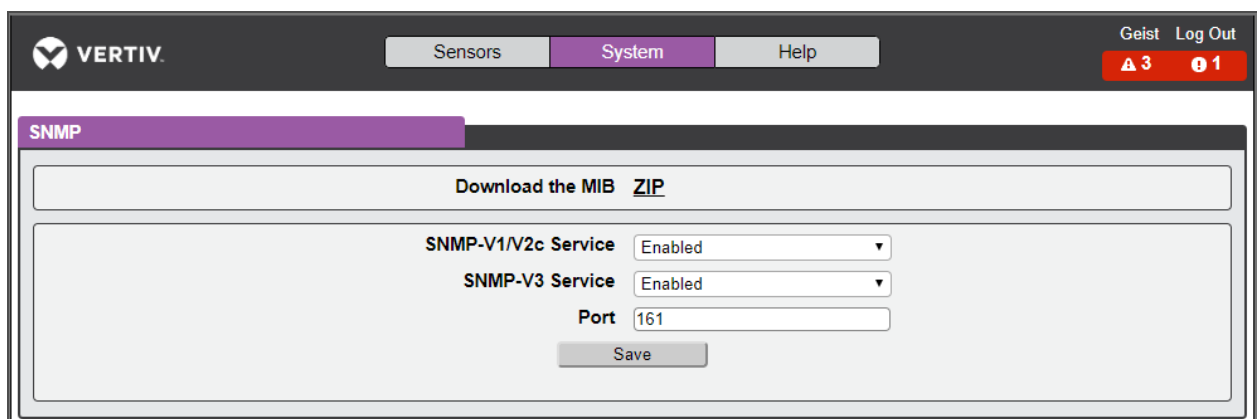 VERTIV.
Sensors System Help
Geist Log Out
3 1
SNMP
Download the MIB ZIP
SNMP-V1/V2c Service Enabled
SNMP-V3 Service Enabled
Port 161
Save